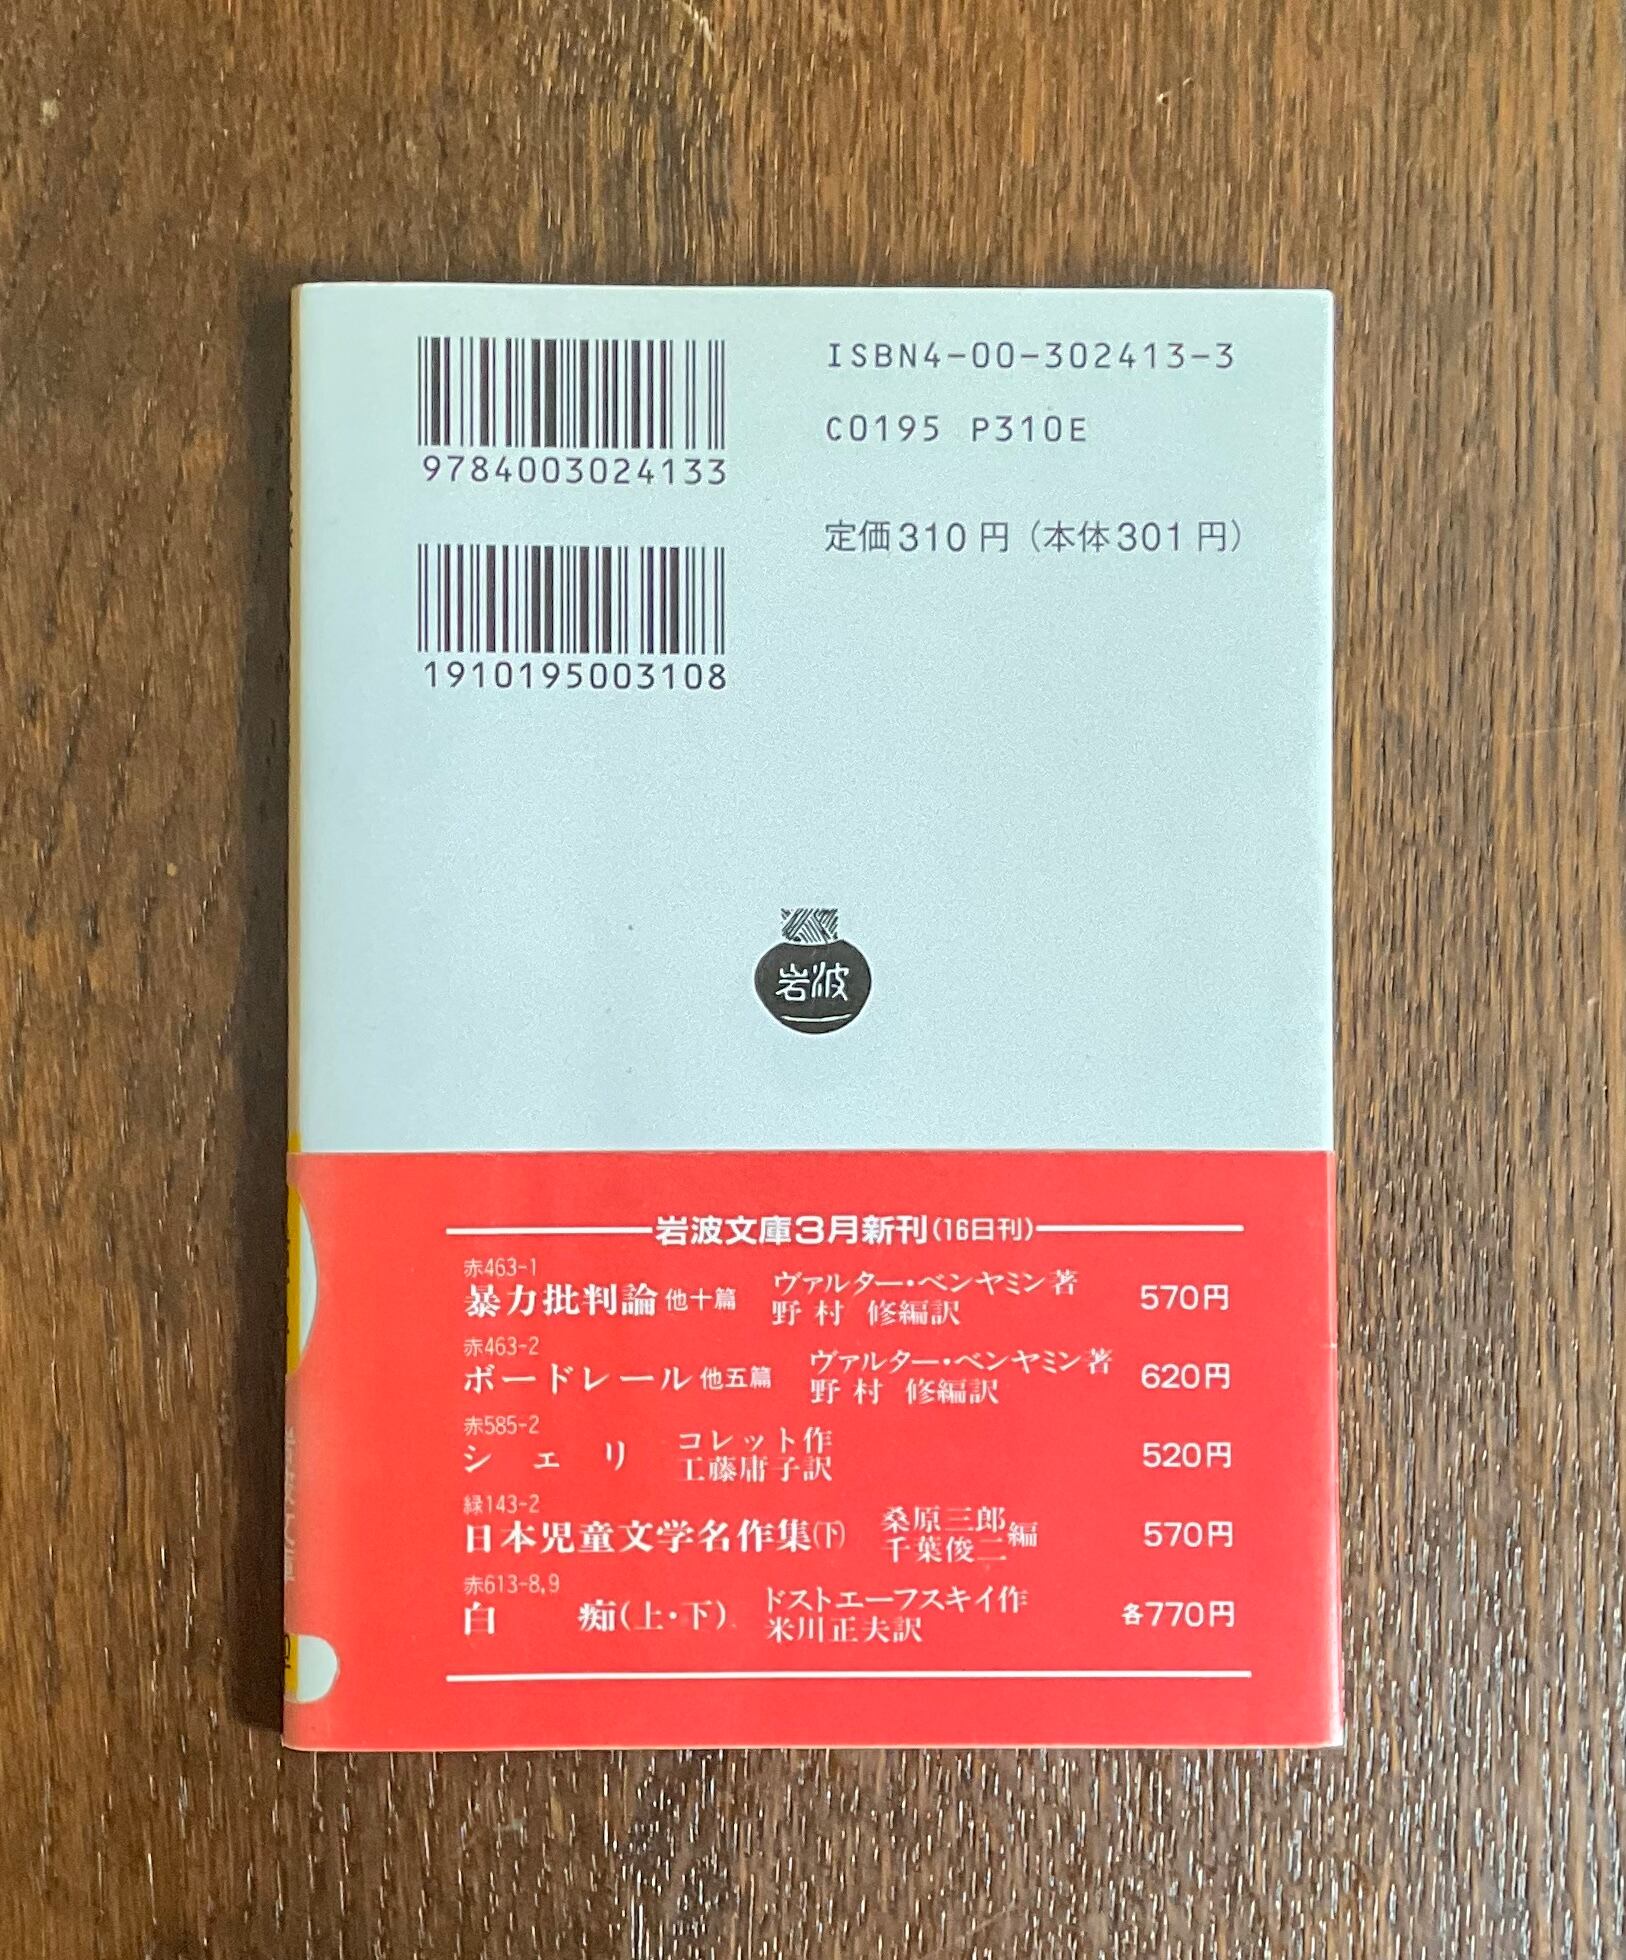 9784003024133
1910195003108
ISBN4-00-302413-3
C0195 P310E
定価310円（本体301円）
岩波
岩波文庫3月新刊(16日刊)
赤463-1
暴力批判論 他十篇 ヴァルター・ベンヤミン著
野村 修編訳 570円
赤463-2
ボードレール 他五篇 ヴァルター・ベンヤミン著
野村 修編訳 620円
赤585-2
シェリ コレット作
工藤庸子訳 520円
緑143-2
日本児童文学名作集(下) 桑原三郎
千葉俊二 編 570円
赤613-8,9
白痴(上・下) ドストエーフスキイ作
米川正夫訳 各770円